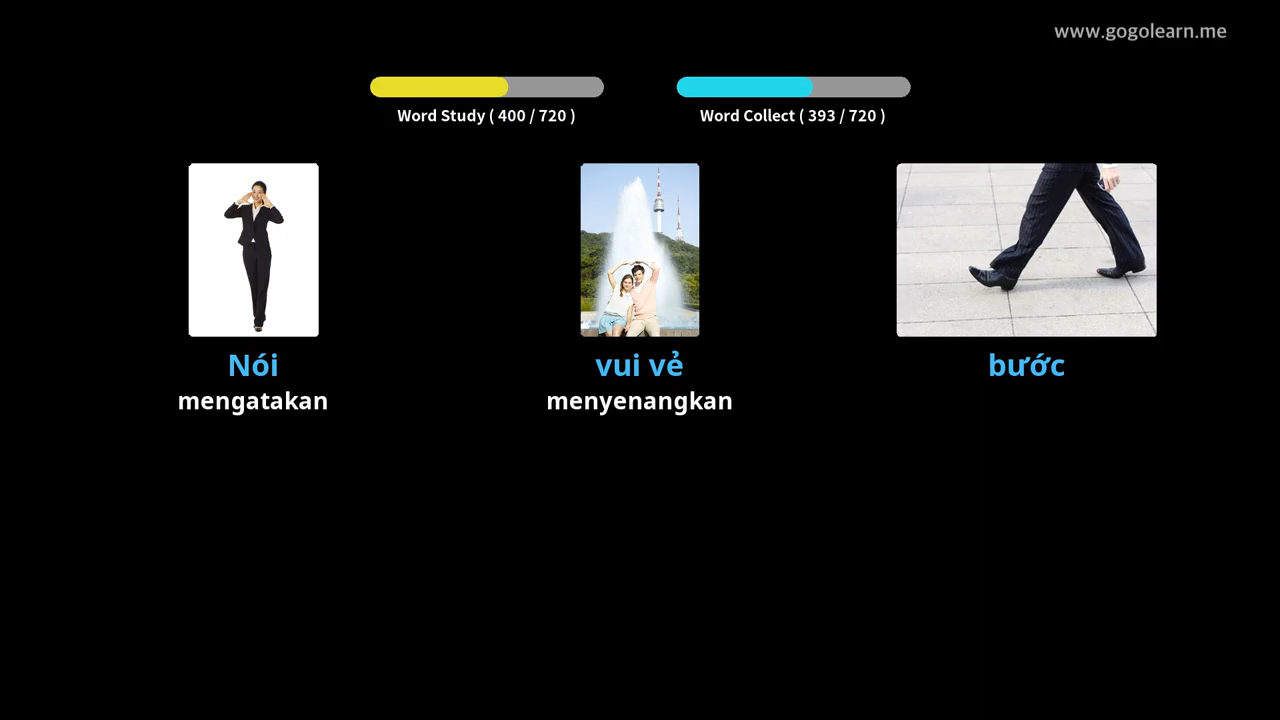 www.gogolearn.me
Word Study ( 400 / 720 )
Word Collect ( 393 / 720 )
Nói
mengatakan
vui vẻ
menyenangkan
bước